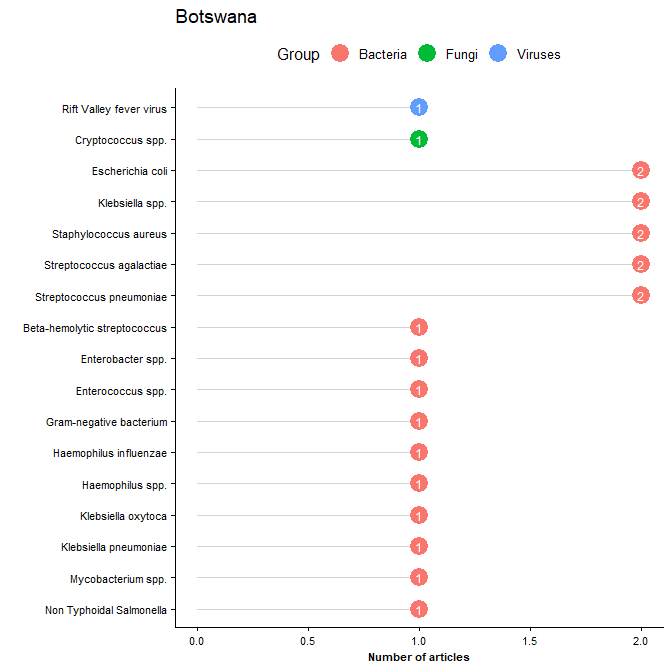 Botswana
Group Bacteria Fungi Viruses
Rift Valley fever virus 1
Cryptococcus spp. 1
Escherichia coli 2
Klebsiella spp. 2
Staphylococcus aureus 2
Streptococcus agalactiae 2
Streptococcus pneumoniae 2
Beta-hemolytic streptococcus 1
Enterobacter spp. 1
Enterococcus spp. 1
Gram-negative bacterium 1
Haemophilus influenzae 1
Haemophilus spp. 1
Klebsiella oxytoca 1
Klebsiella pneumoniae 1
Mycobacterium spp. 1
Non Typhoidal Salmonella 1
0.0 0.5 1.0 1.5 2.0
Number of articles